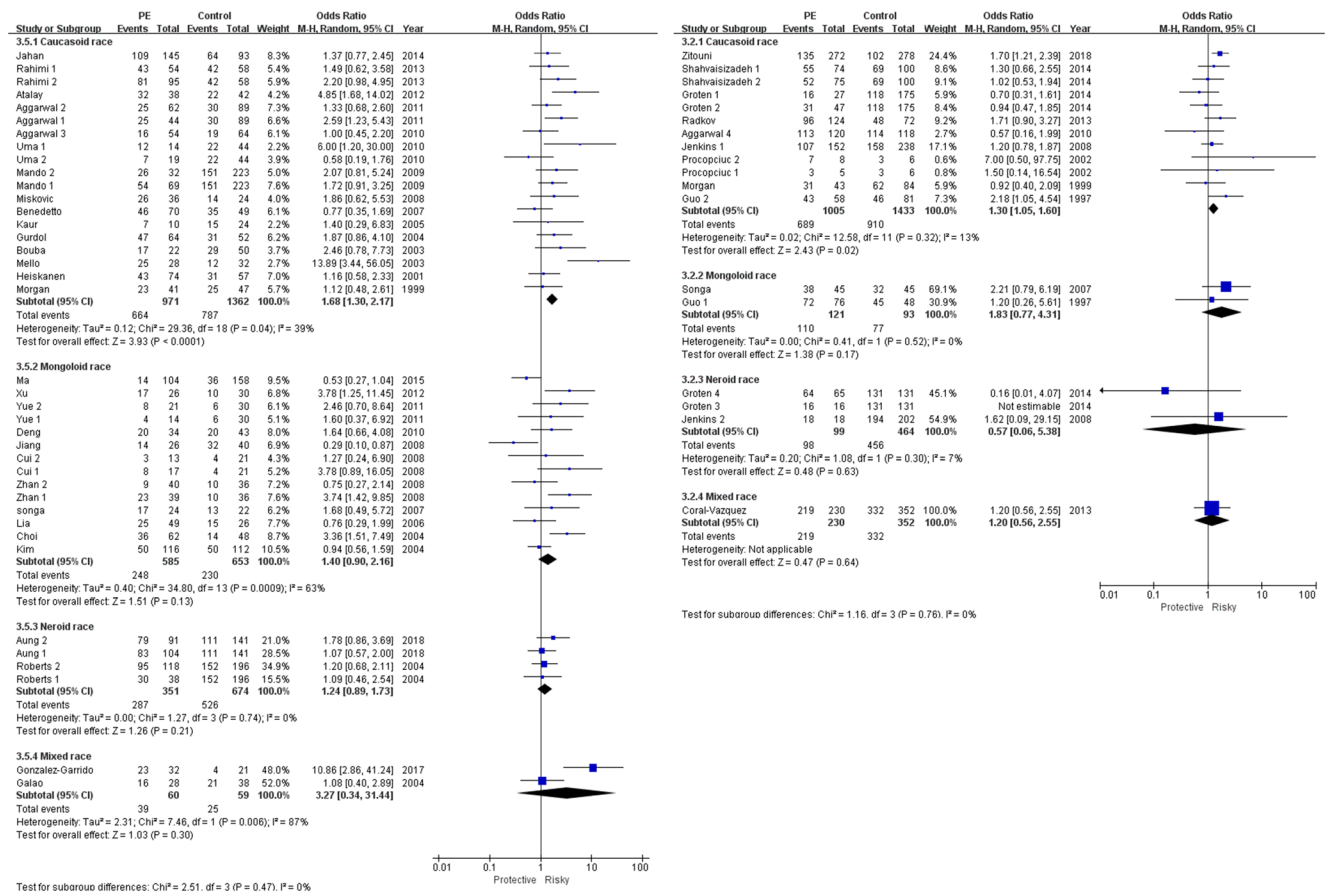 PE Control Odds Ratio Odds Ratio
Study or Subgroup Events Total Events Total Weight M-H, Random, 95% CI Year M-H, Random, 95% CI
3.5.1 Caucasoid race
Jahan 109 145 64 93 8.3% 1.37 [0.77, 2.45] 2014
Rahimi 1 43 54 42 58 5.4% 1.49 [0.62, 3.58] 2013
Rahimi 2 81 95 42 58 6.0% 2.20 [0.98, 4.95] 2013
Atalay 32 38 22 42 4.2% 4.85 [1.68, 14.02] 2012
Aggarwal 2 25 62 30 89 7.2% 1.33 [0.68, 2.60] 2011
Aggarwal 1 25 44 30 89 6.5% 2.59 [1.23, 5.43] 2011
Aggarwal 3 16 54 19 64 6.1% 1.00 [0.45, 2.20] 2010
Uma 1 12 14 22 44 2.1% 6.00 [1.20, 30.00] 2010
Uma 2 7 19 22 44 4.0% 0.58 [0.19, 1.76] 2010
Mando 2 26 32 151 223 5.2% 2.07 [0.81, 5.24] 2009
Mando 1 54 69 151 223 7.5% 1.72 [0.91, 3.25] 2009
Miskovic 26 36 14 24 4.1% 1.86 [0.62, 5.53] 2008
Benedetto 46 70 35 49 6.1% 0.77 [0.35, 1.69] 2007
Kaur 7 10 15 24 2.2% 1.40 [0.29, 6.83] 2005
Gurdol 47 64 31 52 6.2% 1.87 [0.86, 4.10] 2004
Bouba 17 22 29 50 3.8% 2.46 [0.78, 7.73] 2003
Mello 25 28 12 32 2.7% 13.89 [3.44, 56.05] 2003
Heiskanen 43 74 31 57 6.8% 1.16 [0.58, 2.33] 2001
Morgan 23 41 25 47 5.7% 1.12 [0.48, 2.61] 1999
Subtotal (95% CI) 971 1362 100.0% 1.68 [1.30, 2.17]
Total events 664 787
Heterogeneity: Tau² = 0.12; Chi² = 29.36, df = 18 (P = 0.04); I² = 39%
Test for overall effect: Z = 3.93 (P < 0.0001)
3.5.2 Mongoloid race
Ma 14 104 36 158 9.5% 0.53 [0.27, 1.04] 2015
Xu 17 26 10 30 6.8% 3.78 [1.25, 11.45] 2012
Yue 2 8 21 6 30 6.1% 2.46 [0.70, 8.64] 2011
Yue 1 4 14 6 30 5.2% 1.60 [0.37, 6.92] 2011
Deng 20 34 20 43 8.0% 1.64 [0.66, 4.08] 2010
Jiang 14 26 32 40 6.9% 0.29 [0.10, 0.87] 2008
Cui 2 3 13 4 21 4.3% 1.27 [0.24, 6.90] 2008
Cui 1 8 17 4 21 5.2% 3.78 [0.89, 16.05] 2008
Zhan 2 9 40 10 36 7.2% 0.75 [0.27, 2.14] 2008
Zhan 1 23 39 10 36 7.6% 3.74 [1.42, 9.85] 2008
songa 17 24 13 22 6.2% 1.68 [0.49, 5.72] 2007
Lia 25 49 15 26 7.7% 0.76 [0.29, 1.99] 2006
Choi 36 62 14 48 8.7% 3.36 [1.51, 7.49] 2004
Kim 50 116 50 112 10.5% 0.94 [0.56, 1.59] 2004
Subtotal (95% CI) 585 653 100.0% 1.40 [0.90, 2.16]
Total events 248 230
Heterogeneity: Tau² = 0.40; Chi² = 34.80, df = 13 (P = 0.0009); I² = 63%
Test for overall effect: Z = 1.51 (P = 0.13)
3.5.3 Neroid race
Aung 2 79 91 111 141 21.0% 1.78 [0.86, 3.69] 2018
Aung 1 83 104 111 141 28.5% 1.07 [0.57, 2.00] 2018
Roberts 2 95 118 152 196 34.9% 1.20 [0.68, 2.11] 2004
Roberts 1 30 38 152 196 15.5% 1.09 [0.46, 2.54] 2004
Subtotal (95% CI) 351 674 100.0% 1.24 [0.89, 1.73]
Total events 287 526
Heterogeneity: Tau² = 0.00; Chi² = 1.27, df = 3 (P = 0.74); I² = 0%
Test for overall effect: Z = 1.26 (P = 0.21)
3.5.4 Mixed race
Gonzalez-Garrido 23 32 4 21 48.0% 10.86 [2.86, 41.24] 2017
Galao 16 28 21 38 52.0% 1.08 [0.40, 2.89] 2004
Subtotal (95% CI) 60 59 100.0% 3.27 [0.34, 31.44]
Total events 39 25
Heterogeneity: Tau² = 2.31; Chi² = 7.46, df = 1 (P = 0.006); I² = 87%
Test for overall effect: Z = 1.03 (P = 0.30)
0.01 0.1 1 10 100
Protective Risky
Test for subgroup differences: Chi² = 2.51, df = 3 (P = 0.47), I² = 0%
PE Control Odds Ratio Odds Ratio
Study or Subgroup Events Total Events Total Weight M-H, Random, 95% CI Year M-H, Random, 95% CI
3.2.1 Caucasoid race
Zitouni 135 272 102 278 24.4% 1.70 [1.21, 2.39] 2018
Shahvaisizadeh 1 55 74 69 100 8.6% 1.30 [0.66, 2.55] 2014
Shahvaisizadeh 2 52 75 69 100 9.1% 1.02 [0.53, 1.94] 2014
Groten 1 16 27 118 175 5.8% 0.70 [0.31, 1.61] 2014
Groten 2 31 47 118 175 8.4% 0.94 [0.47, 1.85] 2014
Radkov 96 124 48 72 9.2% 1.71 [0.90, 3.27] 2013
Aggarwal 4 113 120 114 118 2.8% 0.57 [0.16, 1.99] 2010
Jenkins 1 107 152 158 238 17.1% 1.20 [0.78, 1.87] 2008
Procopciuc 2 7 8 3 6 0.6% 7.00 [0.50, 97.75] 2002
Procopciuc 1 3 5 3 6 0.8% 1.50 [0.14, 16.54] 2002
Morgan 31 43 62 84 5.9% 0.92 [0.40, 2.09] 1999
Guo 2 43 58 46 81 7.3% 2.18 [1.05, 4.54] 1997
Subtotal (95% CI) 1005 1433 100.0% 1.30 [1.05, 1.60]
Total events 689 910
Heterogeneity: Tau² = 0.02; Chi² = 12.58, df = 11 (P = 0.32); I² = 13%
Test for overall effect: Z = 2.43 (P = 0.02)
3.2.2 Mongoloid race
Songa 38 45 32 45 69.1% 2.21 [0.79, 6.19] 2007
Guo 1 72 76 45 48 30.9% 1.20 [0.26, 5.61] 1997
Subtotal (95% CI) 121 93 100.0% 1.83 [0.77, 4.31]
Total events 110 77
Heterogeneity: Tau² = 0.00; Chi² = 0.41, df = 1 (P = 0.52); I² = 0%
Test for overall effect: Z = 1.38 (P = 0.17)
3.2.3 Neroid race
Groten 4 64 65 131 131 45.1% 0.16 [0.01, 4.07] 2014
Groten 3 16 16 131 131 Not estimable 2014
Jenkins 2 18 18 194 202 54.9% 1.62 [0.09, 29.15] 2008
Subtotal (95% CI) 99 464 100.0% 0.57 [0.06, 5.38]
Total events 98 456
Heterogeneity: Tau² = 0.20; Chi² = 1.08, df = 1 (P = 0.30); I² = 7%
Test for overall effect: Z = 0.48 (P = 0.63)
3.2.4 Mixed race
Coral-Vazquez 219 230 332 352 100.0% 1.20 [0.56, 2.55] 2013
Subtotal (95% CI) 230 352 100.0% 1.20 [0.56, 2.55]
Total events 219 332
Heterogeneity: Not applicable
Test for overall effect: Z = 0.47 (P = 0.64)
0.01 0.1 1 10 100
Protective Risky
Test for subgroup differences: Chi² = 1.16, df = 3 (P = 0.76), I² = 0%